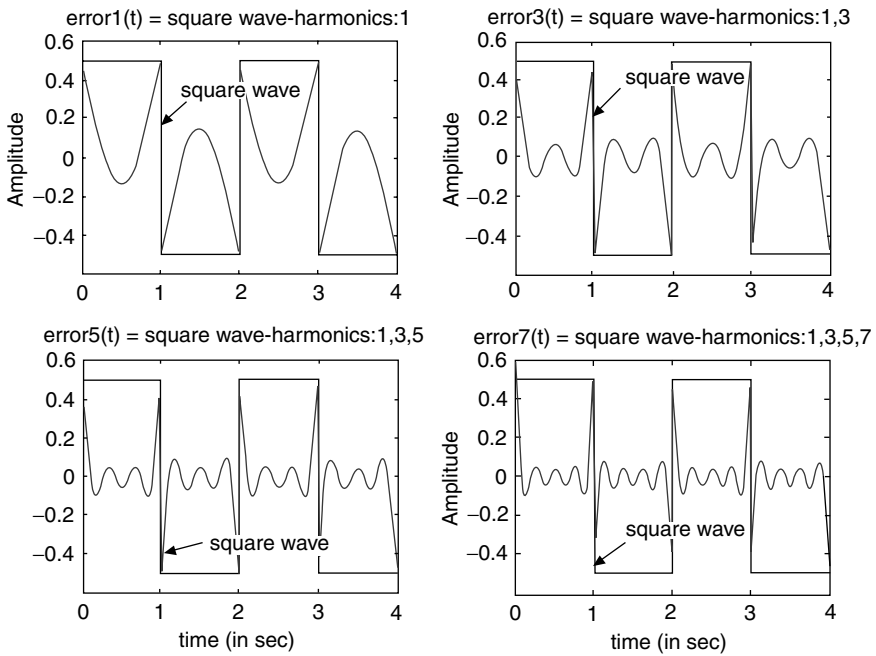 error1(t) = square wave-harmonics:1
0.6
0.4
0.2
0
−0.2
−0.4
Amplitude
square wave
0 1 2 3 4
error3(t) = square wave-harmonics:1,3
0.6
0.4
0.2
0
−0.2
−0.4
Amplitude
square wave
0 1 2 3 4
error5(t) = square wave-harmonics:1,3,5
0.6
0.4
0.2
0
−0.2
−0.4
square wave
0 1 2 3 4
time (in sec)
error7(t) = square wave-harmonics:1,3,5,7
0.6
0.4
0.2
0
−0.2
−0.4
Amplitude
square wave
0 1 2 3 4
time (in sec)